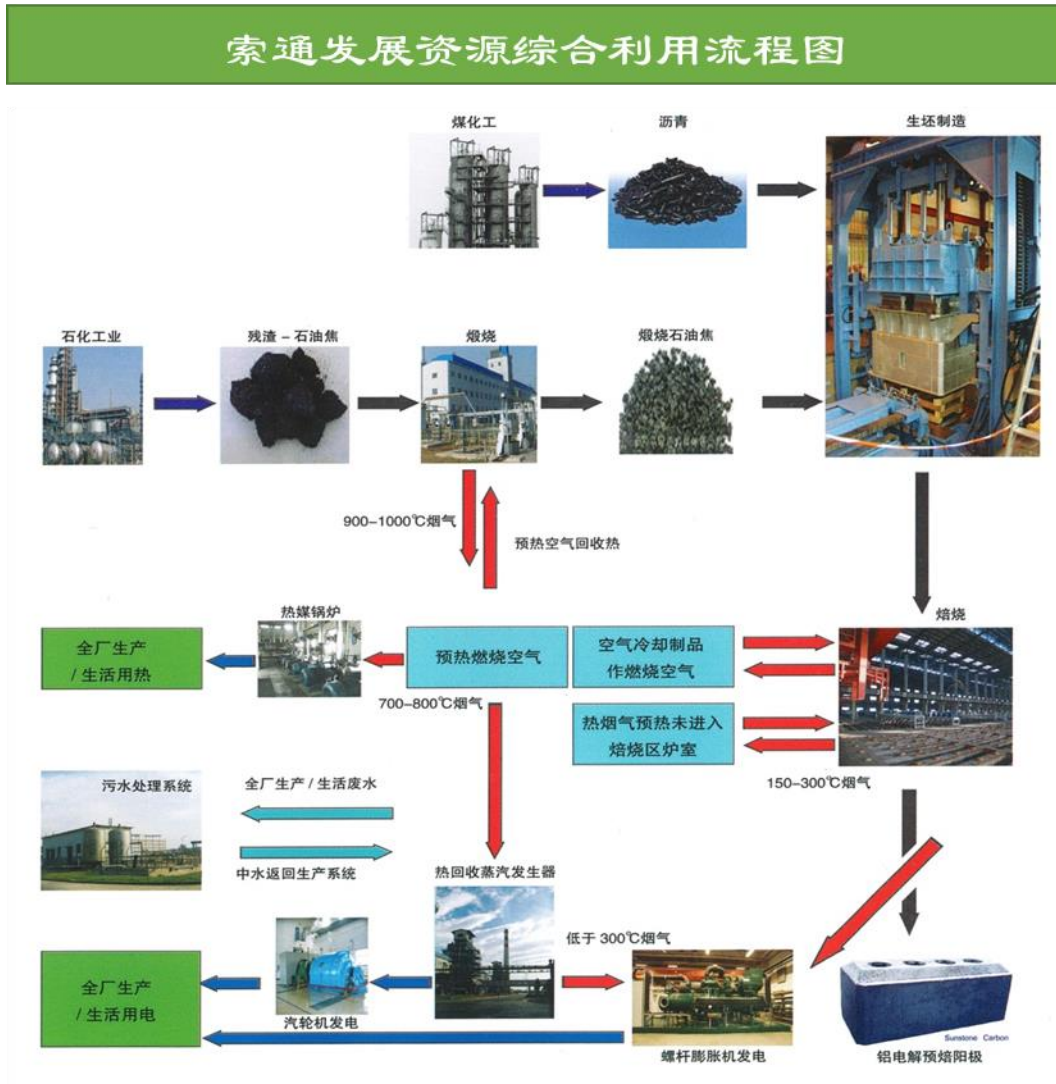 索通发展资源综合利用流程图
煤化工
沥青
生坯制造
石化工业
残渣－石油焦
煅烧
煅烧石油焦
900-1000℃烟气
预热空气回收热
焙烧
热媒锅炉
全厂生产
/ 生活用热
预热燃烧空气
空气冷却制品
作燃烧空气
700-800℃烟气
热烟气预热未进入
焙烧区炉室
150-300℃烟气
污水处理系统
全厂生产 / 生活废水
中水返回生产系统
热回收蒸汽发生器
低于 300℃烟气
全厂生产
/ 生活用电
汽轮机发电
螺杆膨胀机发电
Sunstone Carbon
铝电解预焙阳极